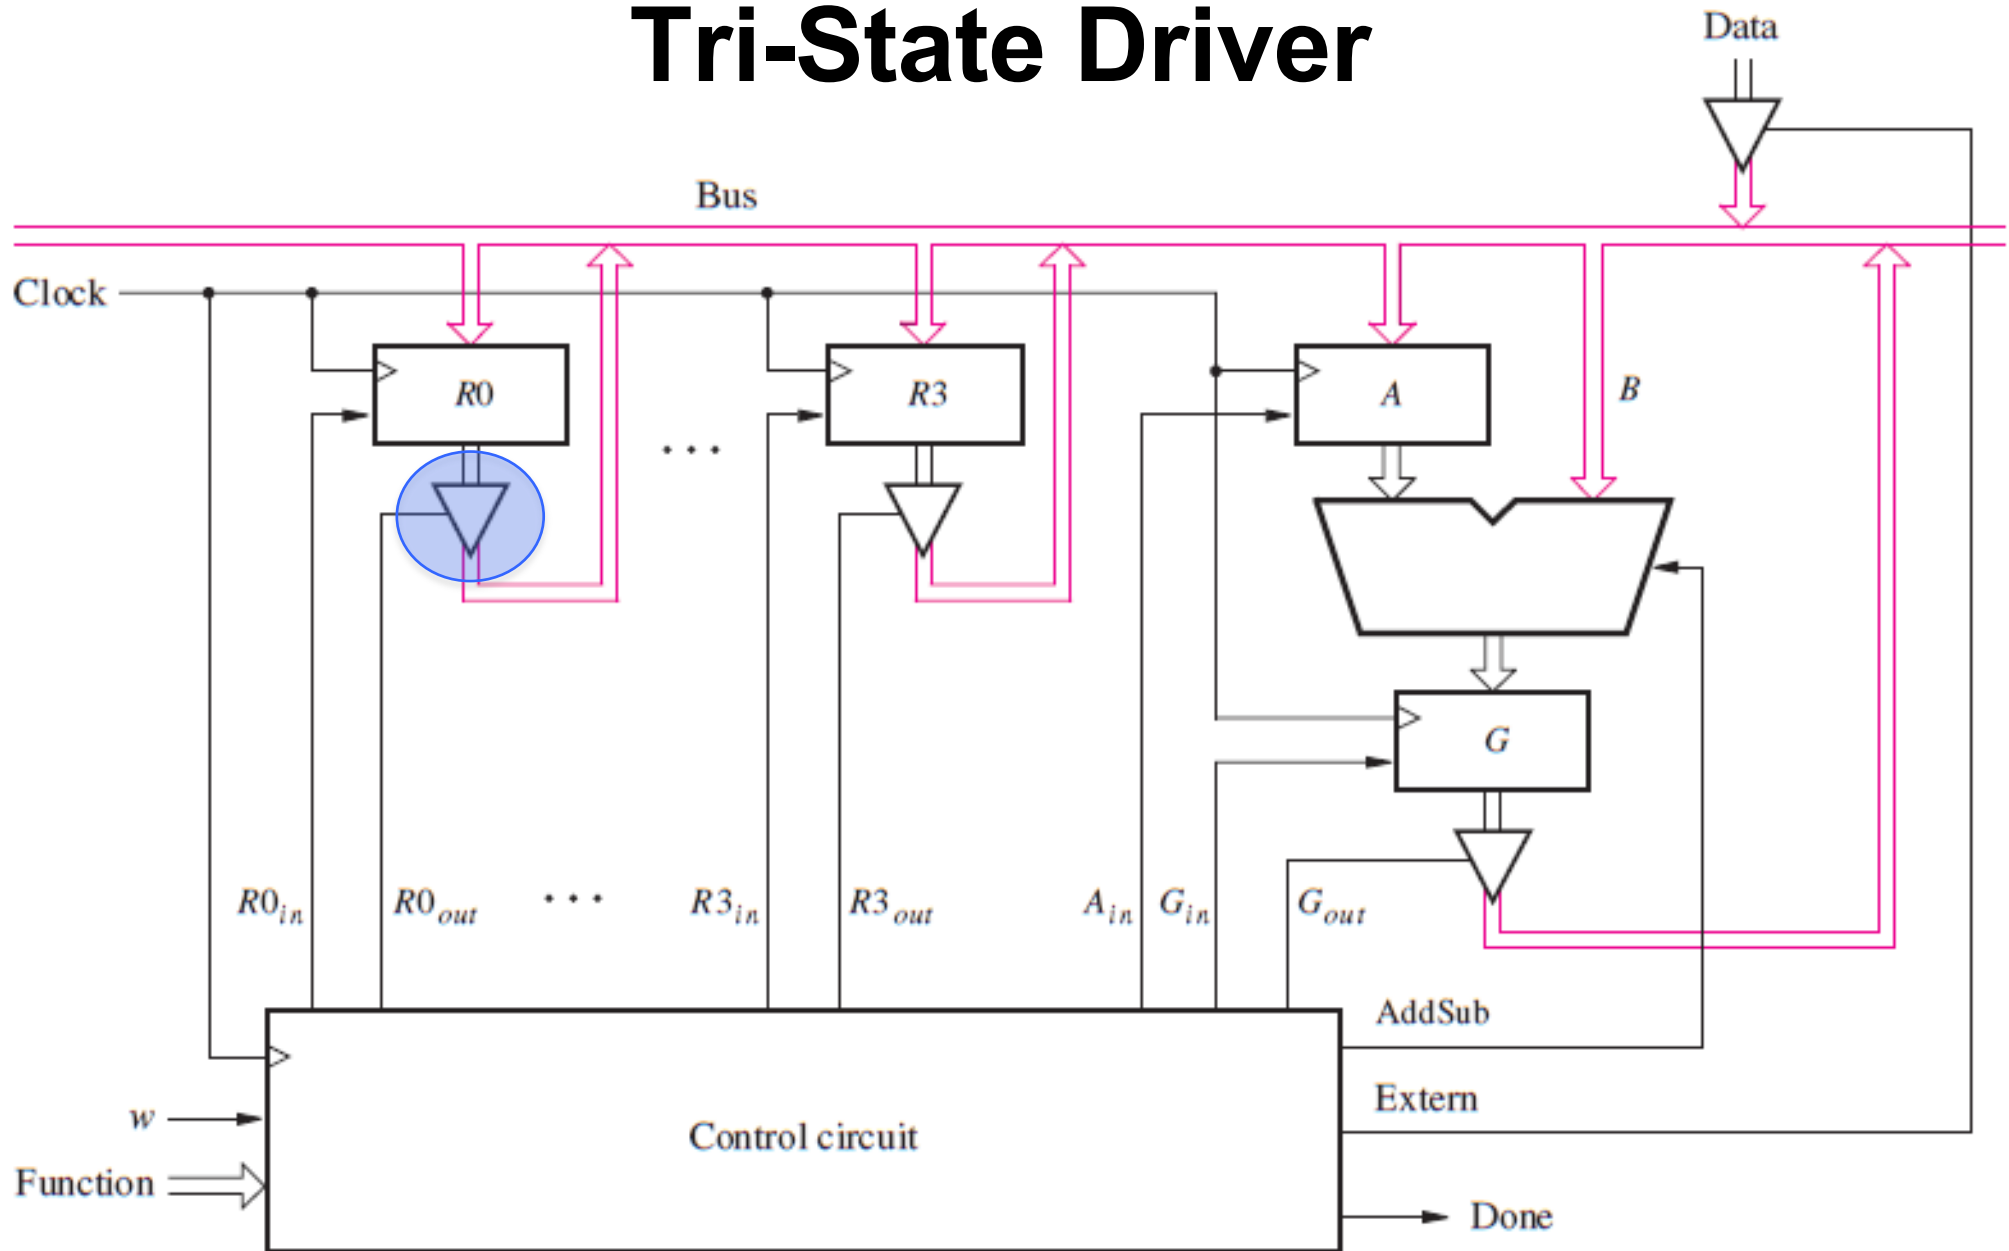 Tri-State Driver
Data
Bus
Clock
R0
R3
A
B
. . .
G
R0in
R0out
. . .
R3in
R3out
Ain
Gin
Gout
AddSub
Extern
w
Control circuit
Function
Done